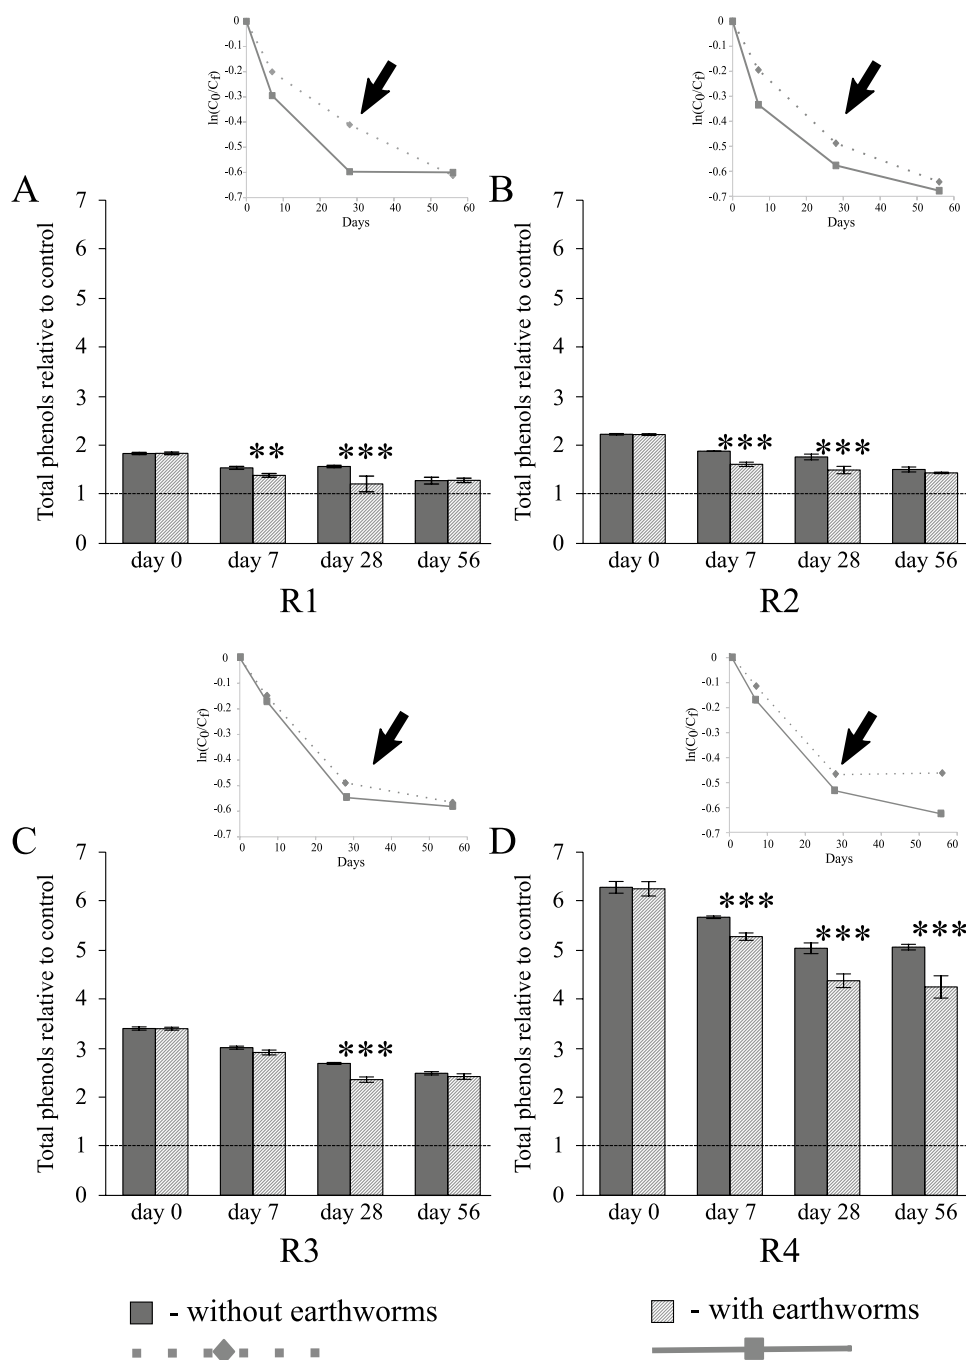 0
-0.1
-0.2
-0.3
-0.4
-0.5
-0.6
-0.7
ln(C0/Cf)
0 10 20 30 40 50 60
Days
0
-0.1
-0.2
-0.3
-0.4
-0.5
-0.6
-0.7
ln(C0/Cf)
0 10 20 30 40 50 60
Days
A
7
6
5
4
3
2
1
0
Total phenols relative to control
** ***
day 0 day 7 day 28 day 56
R1
B
7
6
5
4
3
2
1
0
Total phenols relative to control
*** ***
day 0 day 7 day 28 day 56
R2
0
-0.1
-0.2
-0.3
-0.4
-0.5
-0.6
-0.7
ln(C0/Cf)
0 10 20 30 40 50 60
Days
0
-0.1
-0.2
-0.3
-0.4
-0.5
-0.6
-0.7
ln(C0/Cf)
0 10 20 30 40 50 60
Days
C
7
6
5
4
3
2
1
0
Total phenols relative to control
***
day 0 day 7 day 28 day 56
R3
D
7
6
5
4
3
2
1
0
Total phenols relative to control
*** *** ***
day 0 day 7 day 28 day 56
R4
- without earthworms
- with earthworms